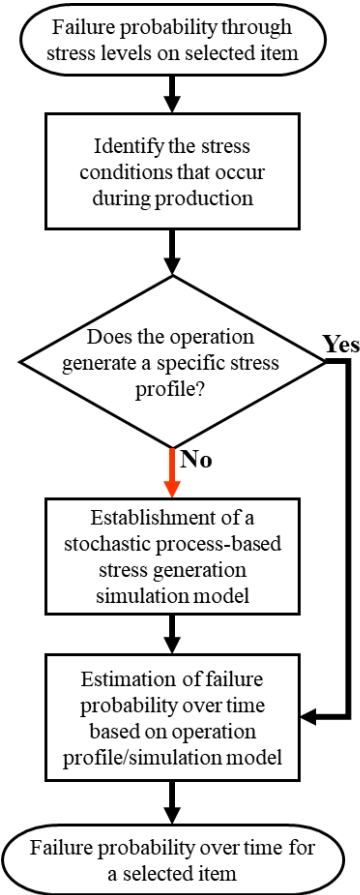 Failure probability through
stress levels on selected item
Identify the stress
conditions that occur
during production
Does the operation
generate a specific stress
profile?
Yes
No
Establishment of a
stochastic process-based
stress generation
simulation model
Estimation of failure
probability over time
based on operation
profile/simulation model
Failure probability over time for
a selected item